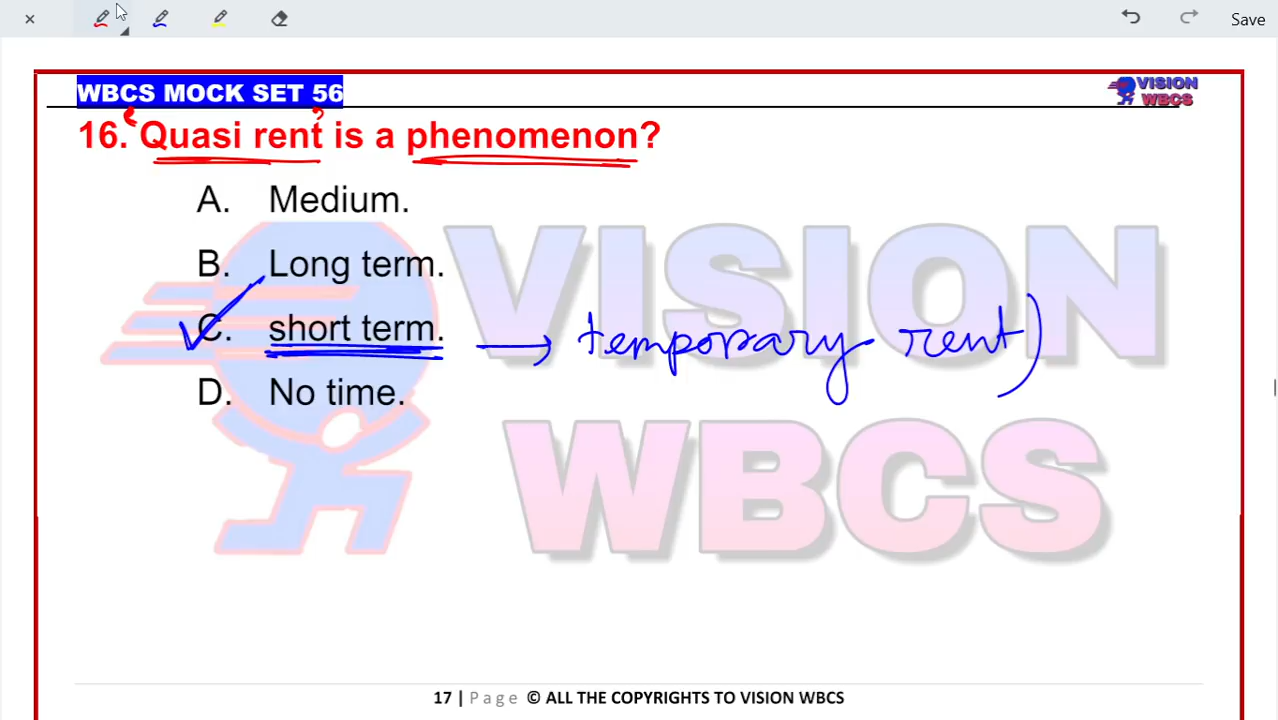 Save
WBCS MOCK SET 56
VISION
WBCS
16. "Quasi rent" is a phenomenon?
A. Medium.
B. Long term.
C. short term. → temporary rent)
D. No time.
VISION
WBCS
17 | Page © ALL THE COPYRIGHTS TO VISION WBCS